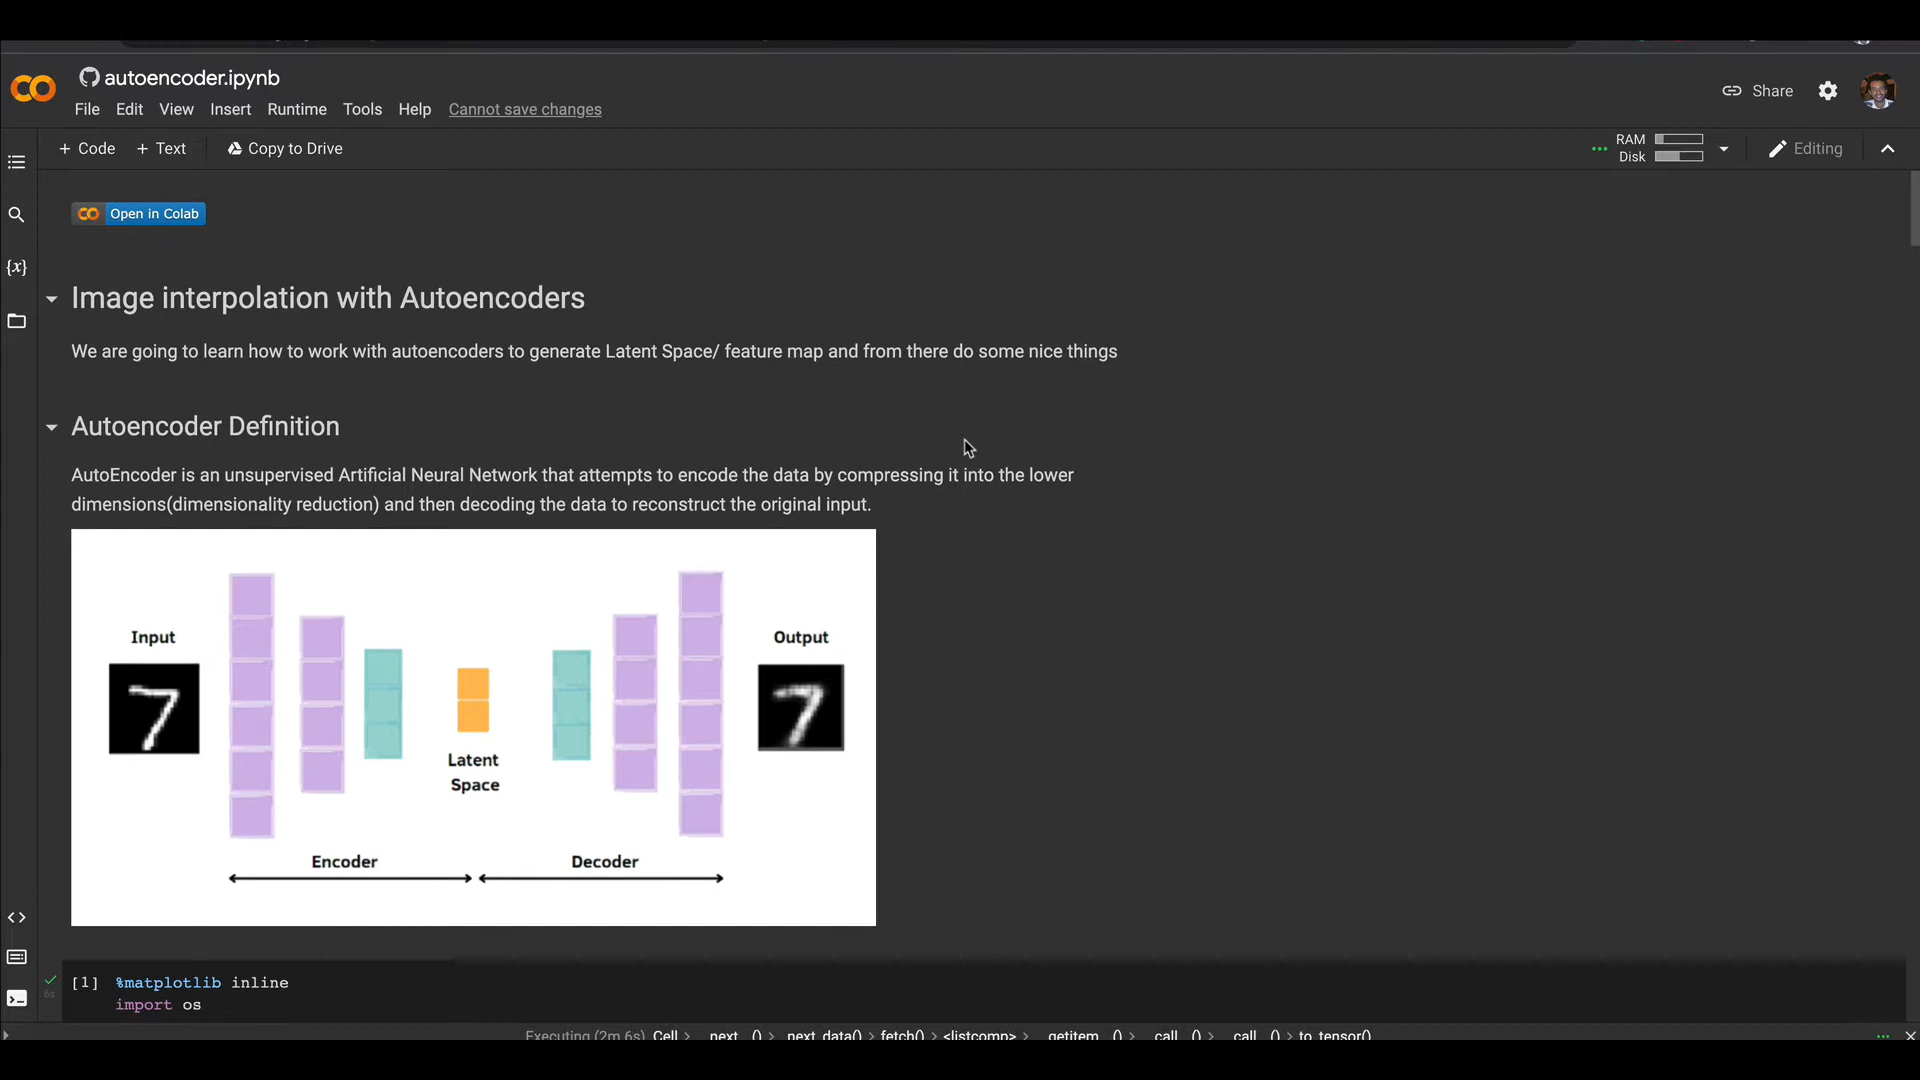 autoencoder.ipynb
File Edit View Insert Runtime Tools Help Cannot save changes
Share
+ Code + Text Copy to Drive
RAM
Disk
Editing
Open in Colab
{x}
Image interpolation with Autoencoders
We are going to learn how to work with autoencoders to generate Latent Space/ feature map and from there do some nice things
Autoencoder Definition
AutoEncoder is an unsupervised Artificial Neural Network that attempts to encode the data by compressing it into the lower
dimensions(dimensionality reduction) and then decoding the data to reconstruct the original input.
Input
Output
7
7
Latent
Space
Encoder
Decoder
[1] %matplotlib inline
6s
import os
Executing (2m 6s) Cell > __next__() > _next_data() > fetch() > <listcomp> > __getitem__() > __call__() > __call__() > to_tensor()